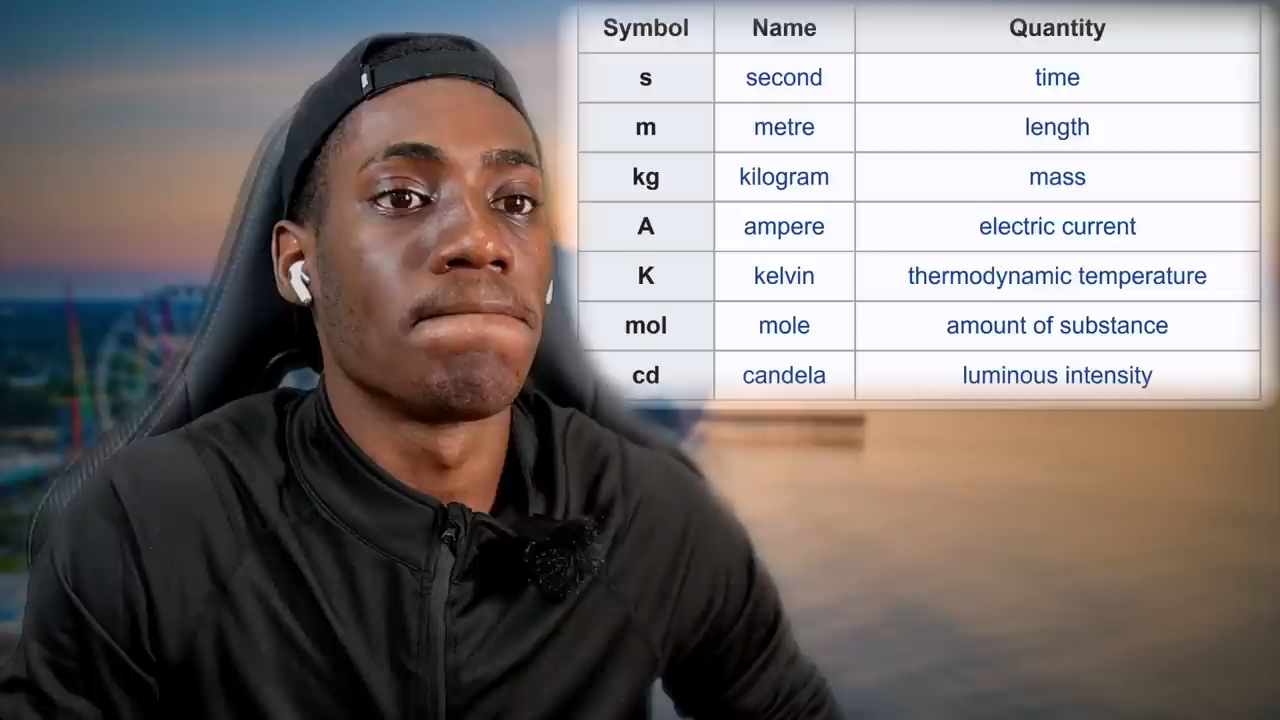 Symbol Name Quantity
s second time
m metre length
kg kilogram mass
A ampere electric current
K kelvin thermodynamic temperature
mol mole amount of substance
cd candela luminous intensity